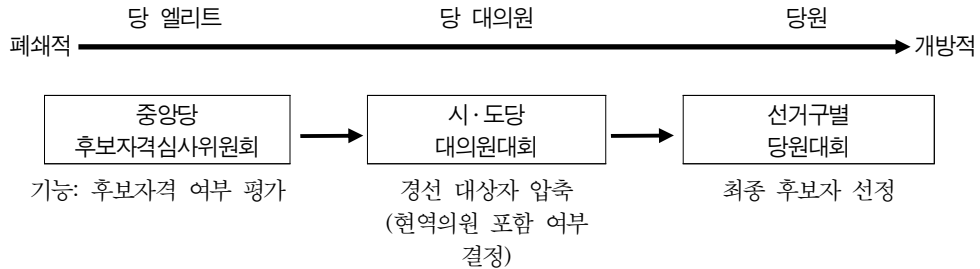 당 엘리트 당 대의원 당원
폐쇄적 개방적
중앙당 시·도당 선거구별
후보자격심사위원회 대의원대회 당원대회
기능: 후보자격 여부 평가 경선 대상자 압축 최종 후보자 선정
(현역의원 포함 여부
결정)